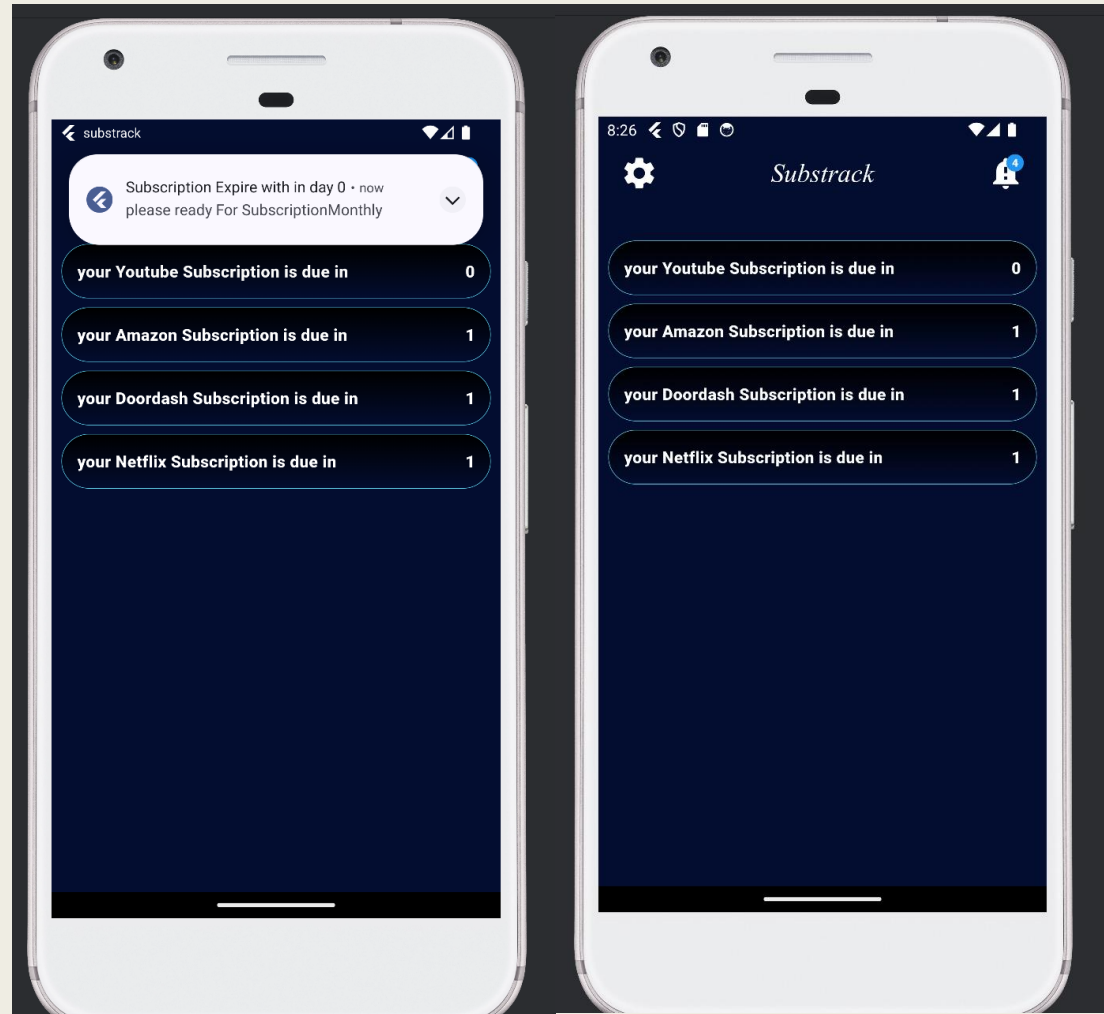 substrack
Subscription Expire with in day 0 • now
please ready For SubscriptionMonthly
your Youtube Subscription is due in 0
your Amazon Subscription is due in 1
your Doordash Subscription is due in 1
your Netflix Subscription is due in 1
8:26
Substrack 4
your Youtube Subscription is due in 0
your Amazon Subscription is due in 1
your Doordash Subscription is due in 1
your Netflix Subscription is due in 1